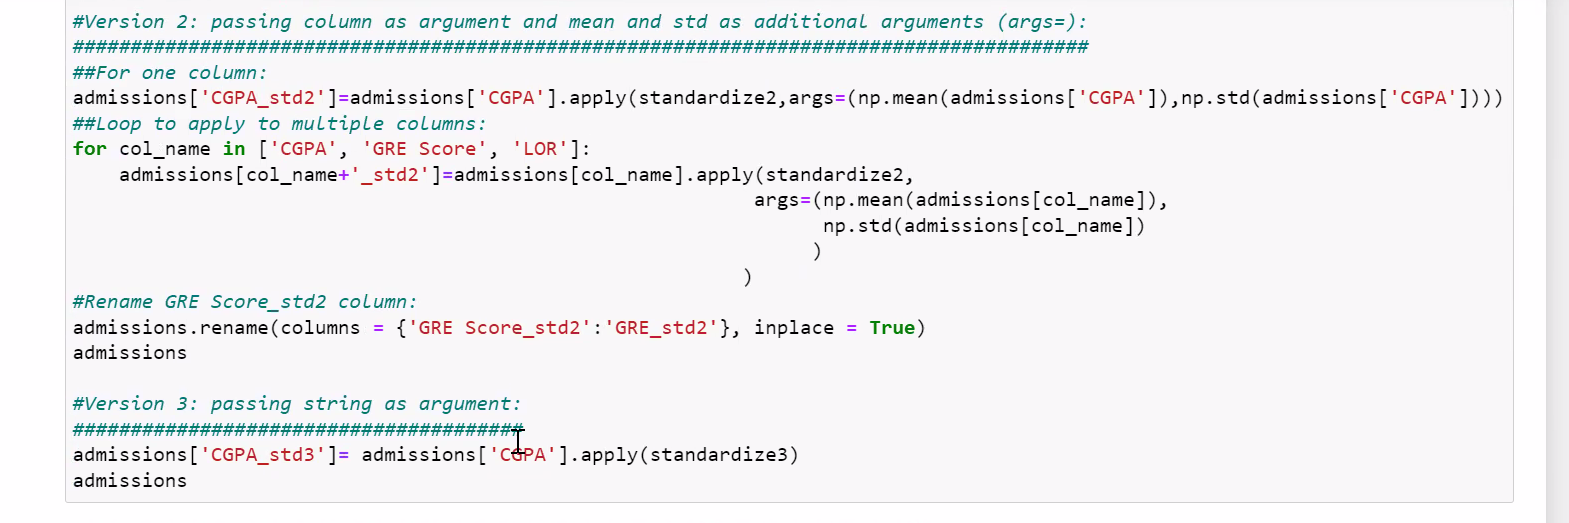 #Version 2: passing column as argument and mean and std as additional arguments (args=):
########################################################################################
##For one column:
admissions['CGPA_std2']=admissions['CGPA'].apply(standardize2,args=(np.mean(admissions['CGPA']),np.std(admissions['CGPA'])))
##Loop to apply to multiple columns:
for col_name in ['CGPA', 'GRE Score', 'LOR']:
    admissions[col_name+'_std2']=admissions[col_name].apply(standardize2,
                                                           args=(np.mean(admissions[col_name]),
                                                                 np.std(admissions[col_name])
                                                                )
                                                          )
#Rename GRE Score_std2 column:
admissions.rename(columns = {'GRE Score_std2':'GRE_std2'}, inplace = True)
admissions

#Version 3: passing string as argument:
#######################################
admissions['CGPA_std3']= admissions['CGPA'].apply(standardize3)
admissions